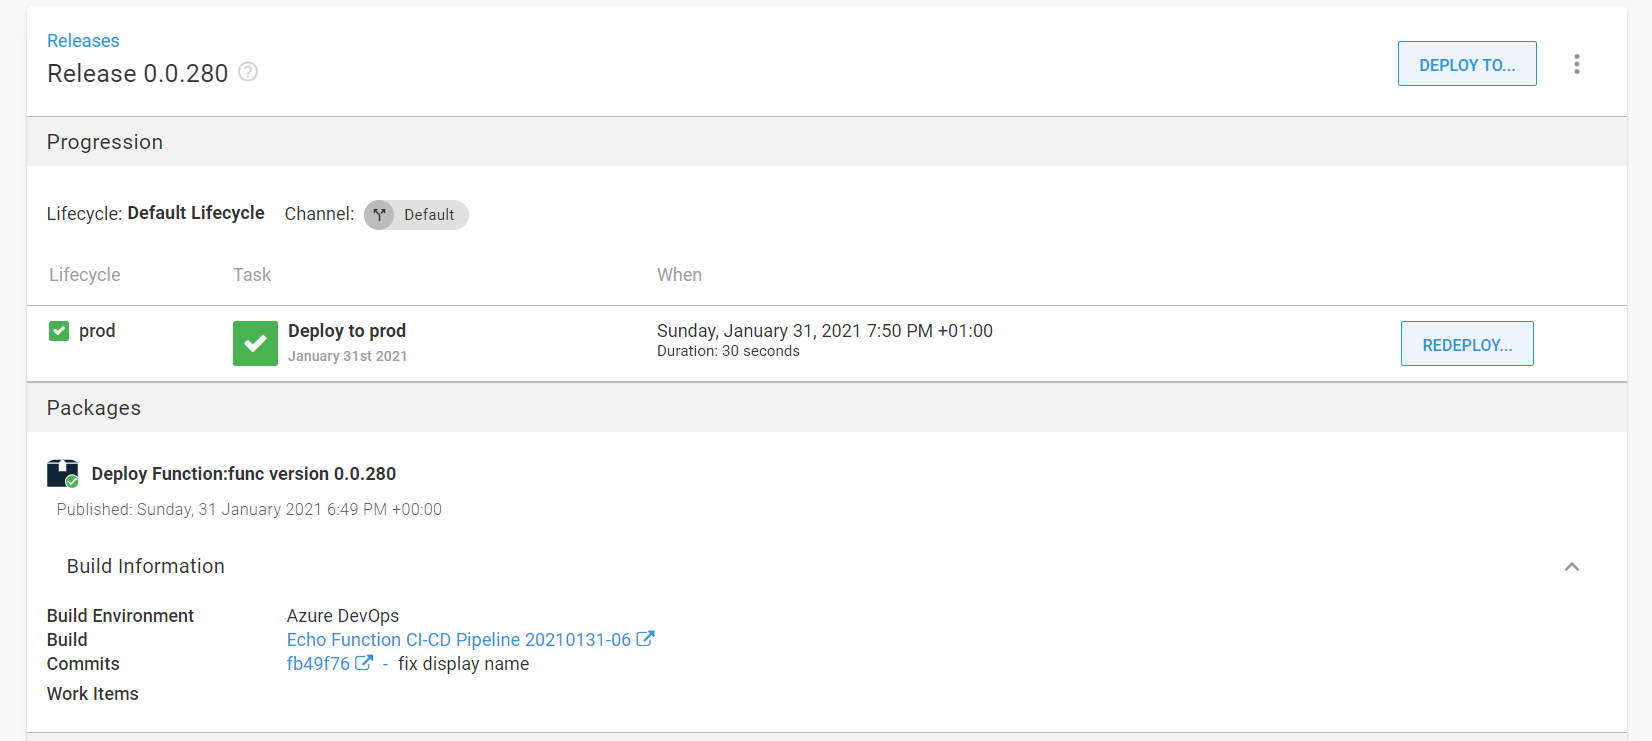 Releases
Release 0.0.280
DEPLOY TO...
Progression
Lifecycle: Default Lifecycle Channel: Default
Lifecycle Task When
prod Deploy to prod Sunday, January 31, 2021 7:50 PM +01:00
January 31st 2021 Duration: 30 seconds
REDEPLOY...
Packages
Deploy Function:func version 0.0.280
Published: Sunday, 31 January 2021 6:49 PM +00:00
Build Information
Build Environment Azure DevOps
Build Echo Function CI-CD Pipeline 20210131-06
Commits fb49f76 - fix display name
Work Items